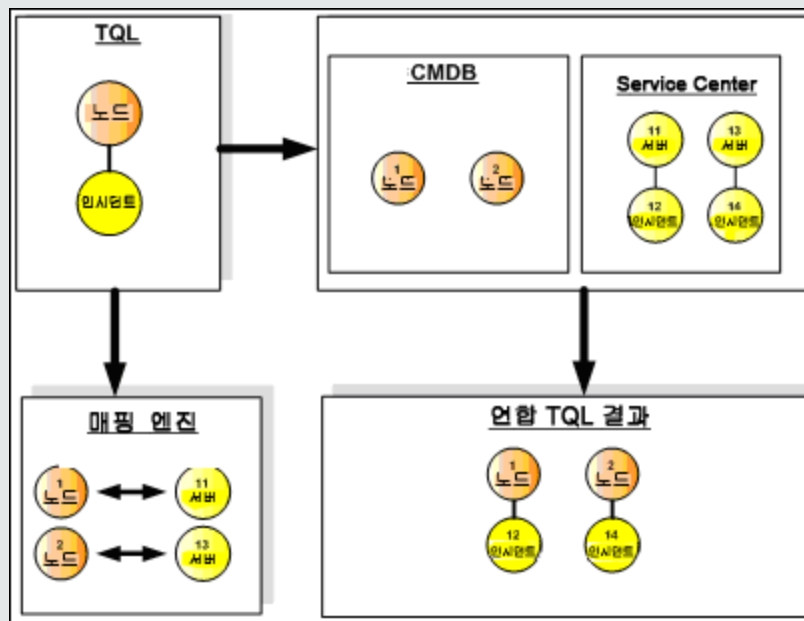 TQL
노드
인시던트
CMDB
1
노드
2
노드
Service Center
11
서버
13
서버
12
인시던트
14
인시던트
매핑 엔진
1
노드
11
서버
2
노드
13
서버
연합 TQL 결과
1
노드
2
노드
12
인시던트
14
인시던트